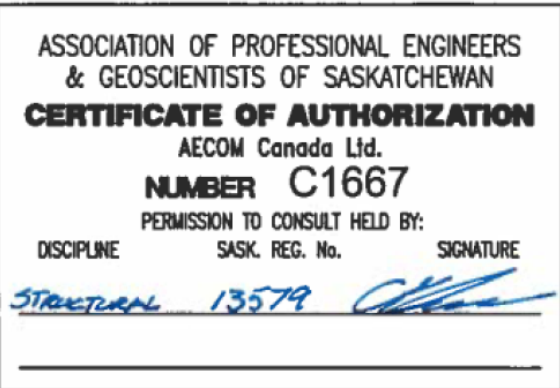 ASSOCIATION OF PROFESSIONAL ENGINEERS
& GEOSCIENTISTS OF SASKATCHEWAN
CERTIFICATE OF AUTHORIZATION
AECOM Canada Ltd.
NUMBER C1667
PERMISSION TO CONSULT HELD BY:
DISCIPLINE SASK. REG. No. SIGNATURE
STRUCTURAL 13579